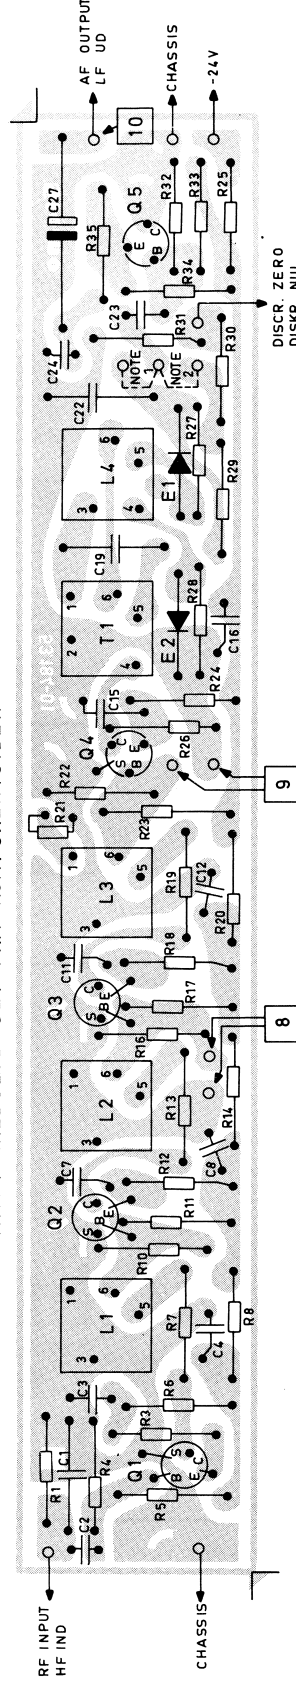 RF INPUT
HF IND
CHASSIS
R1
C1
C2
R4
C3
Q1
R5
R3
R6
B
S
E
C
L1
3
1
6
5
R7
C4
R8
Q2
C7
S
C
B
E
R10
R11
R12
L2
3
1
6
5
R13
C8
R14
8
Q3
C11
S
C
B
E
R16
R17
R18
L3
3
1
6
5
R19
C12
R20
R21
R22
R23
Q4
S
C
B
E
C15
R26
R24
9
T1
2
1
6
5
4
E2
R28
C16
C19
L4
3
6
5
4
E1
R27
R29
C22
C24
NOTE
1
NOTE
2
R30
R31
C23
C27
R35
Q5
E
C
B
R34
R32
R33
R25
10
AF OUTPUT
LF UD
CHASSIS
-24V
DISCR. ZERO